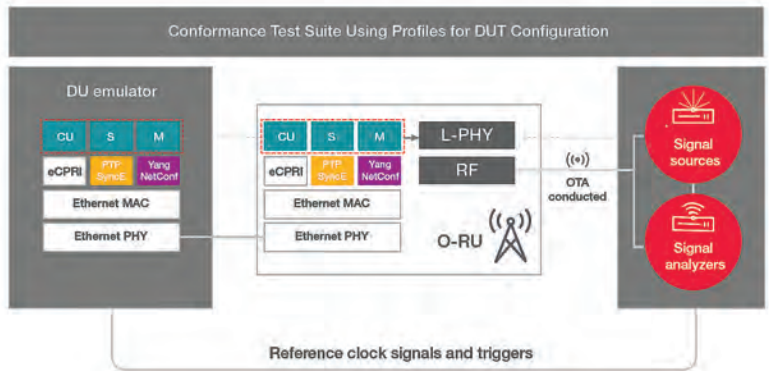 Conformance Test Suite Using Profiles for DUT Configuration
DU emulator
CU S M
eCPRI PTP SyncE Yang NetConf
Ethernet MAC
Ethernet PHY
CU S M
eCPRI PTP SyncE Yang NetConf
Ethernet MAC
Ethernet PHY
L-PHY
RF
O-RU
OTA
conducted
Signal
sources
Signal
analyzers
Reference clock signals and triggers